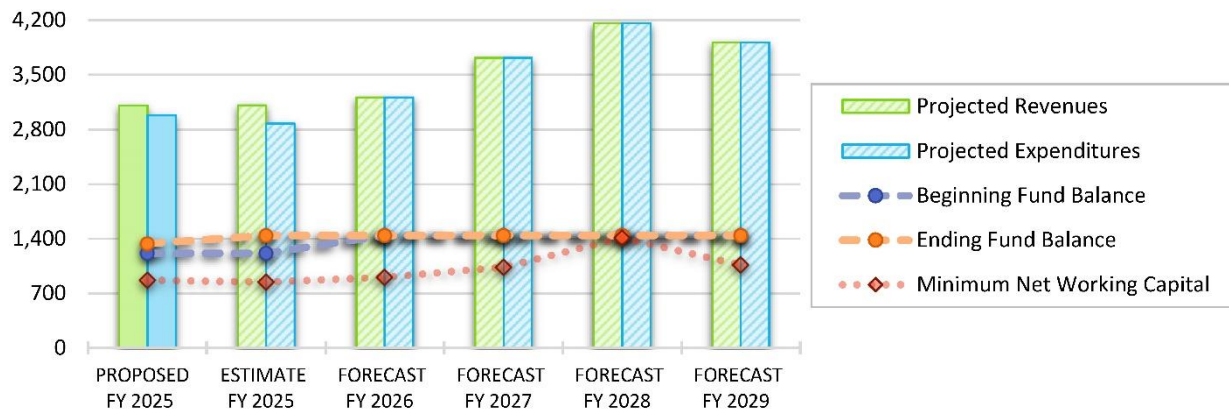 4,200
3,500
2,800
2,100
1,400
700
0
PROPOSED FY 2025
ESTIMATE FY 2025
FORECAST FY 2026
FORECAST FY 2027
FORECAST FY 2028
FORECAST FY 2029
Projected Revenues
Projected Expenditures
Beginning Fund Balance
Ending Fund Balance
Minimum Net Working Capital